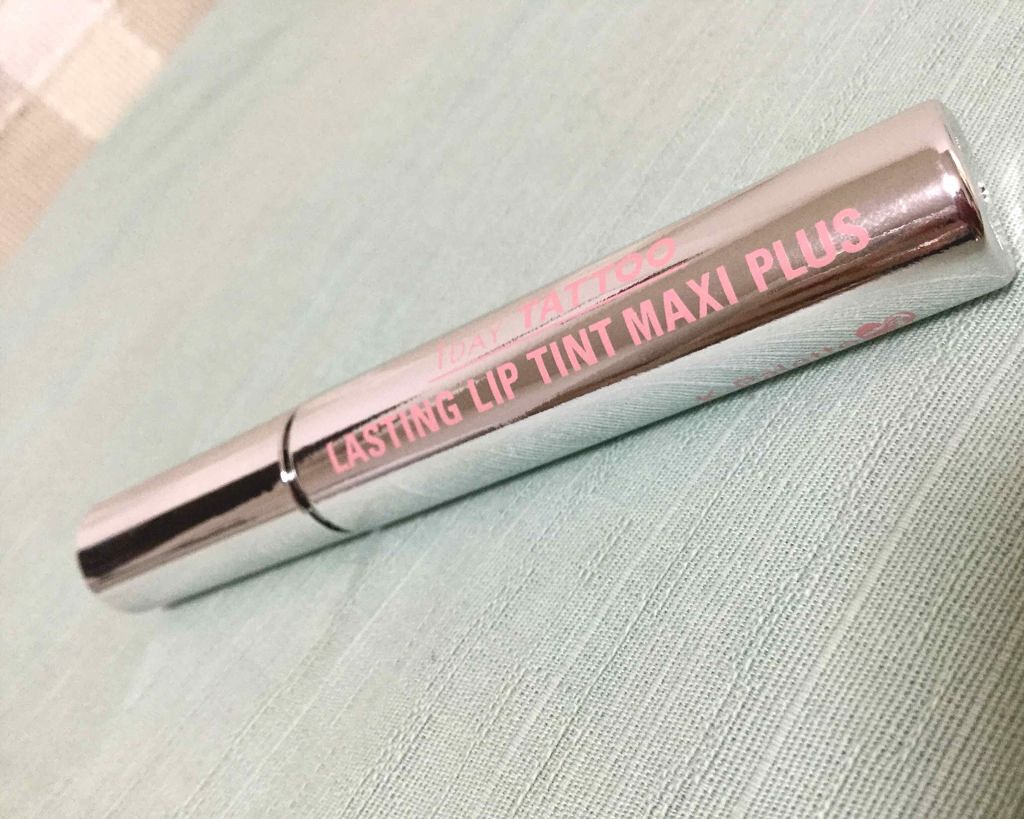 1DAY TATTOO
LASTING LIP TINT MAXI PLUS